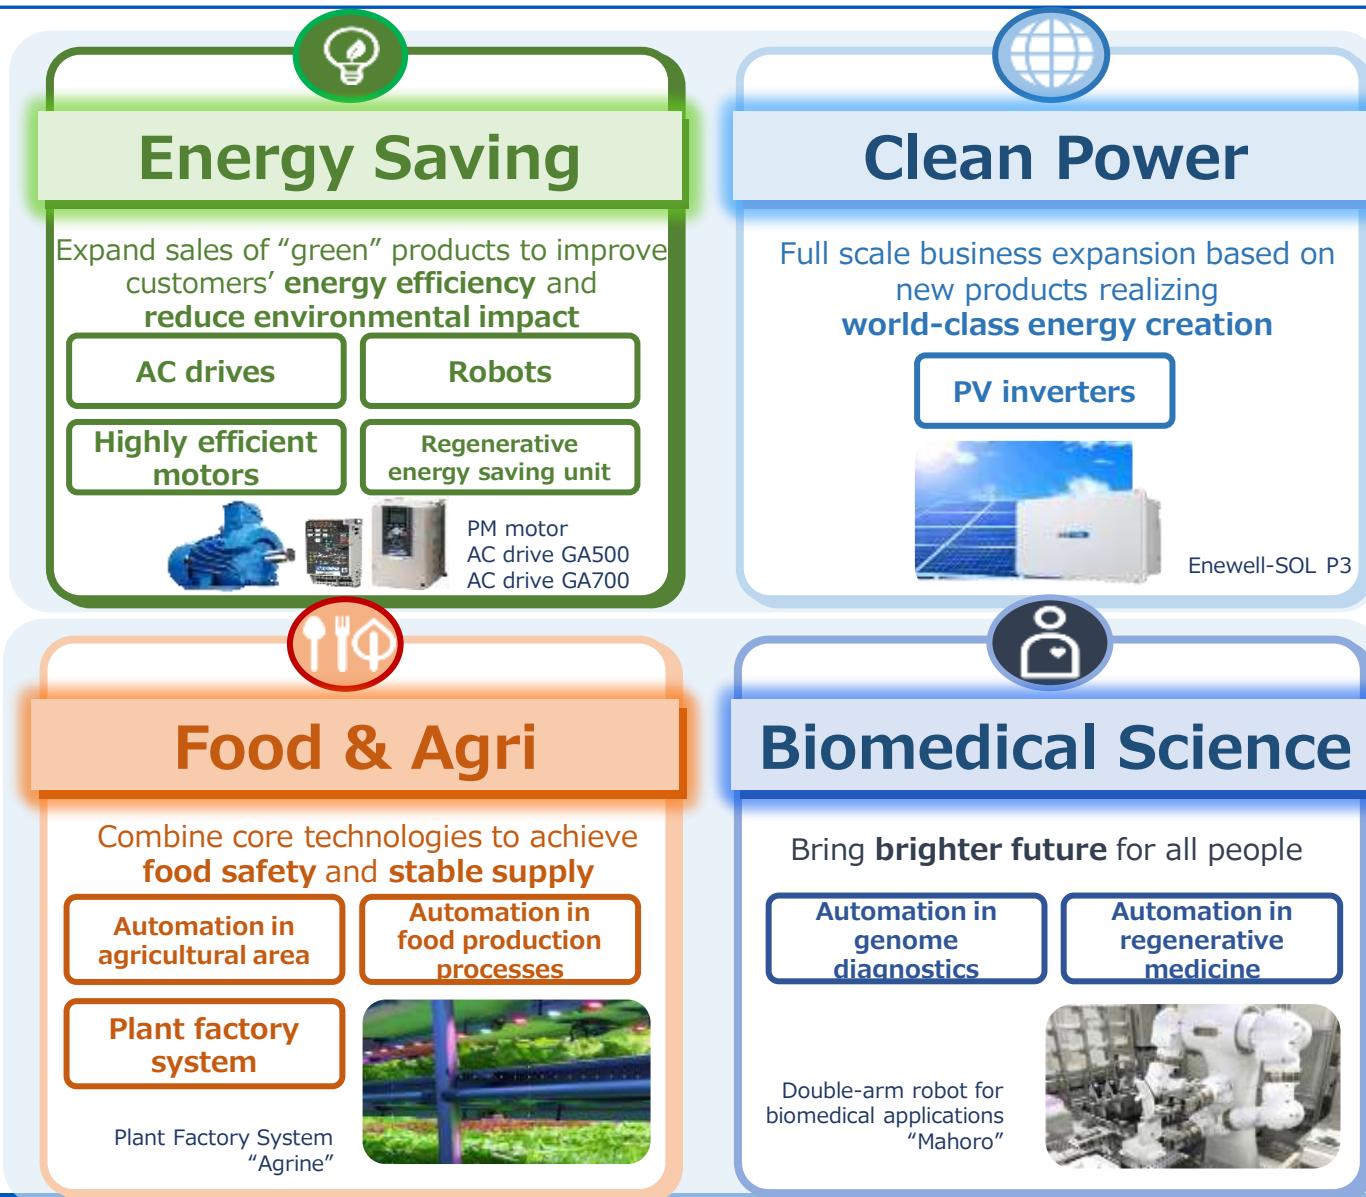 Energy Saving
Expand sales of “green” products to improve
customers’ energy efficiency and
reduce environmental impact
AC drives
Robots
Highly efficient
motors
Regenerative
energy saving unit
PM motor
AC drive GA500
AC drive GA700
Clean Power
Full scale business expansion based on
new products realizing
world-class energy creation
PV inverters
Enewell-SOL P3
Food & Agri
Combine core technologies to achieve
food safety and stable supply
Automation in
agricultural area
Automation in
food production
processes
Plant factory
system
Plant Factory System
“Agrine”
Biomedical Science
Bring brighter future for all people
Automation in
genome
diagnostics
Automation in
regenerative
medicine
Double-arm robot for
biomedical applications
“Mahoro”